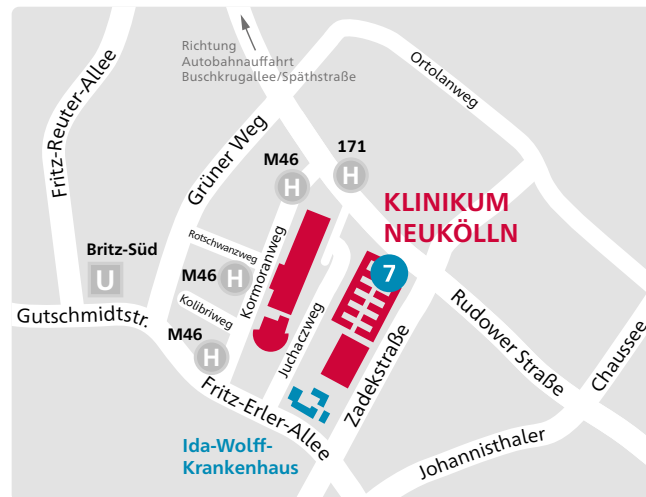 Richtung
Autobahnauffahrt
Buschkrugallee/Späthstraße
Fritz-Reuter-Allee
Grüner Weg
Ortolanweg
M46
H
171
H
KLINIKUM
NEUKÖLLN
7
Rotschwanzweg
Britz-Süd
U
M46
H
Kormoranweg
Kolibriweg
Gutschmidtstr.
M46
H
Juchaczweg
Zadekstraße
Rudower Straße
Chaussee
Fritz-Erler-Allee
Ida-Wolff-
Krankenhaus
Johannisthaler